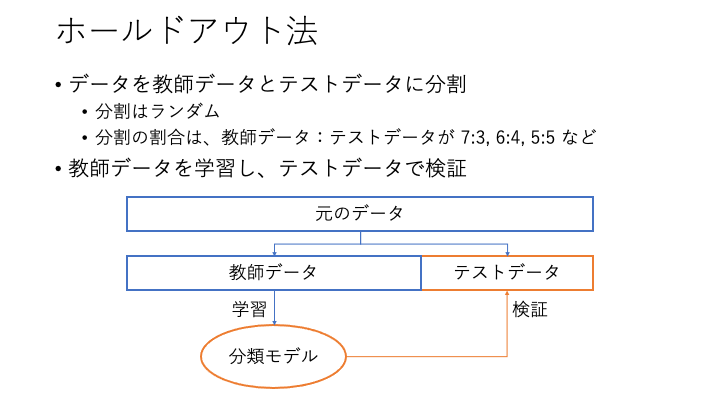 ホールドアウト法
• データを教師データとテストデータに分割
• 分割はランダム
• 分割の割合は、教師データ：テストデータが 7:3, 6:4, 5:5 など
• 教師データを学習し、テストデータで検証
元のデータ
教師データ
テストデータ
学習
検証
分類モデル